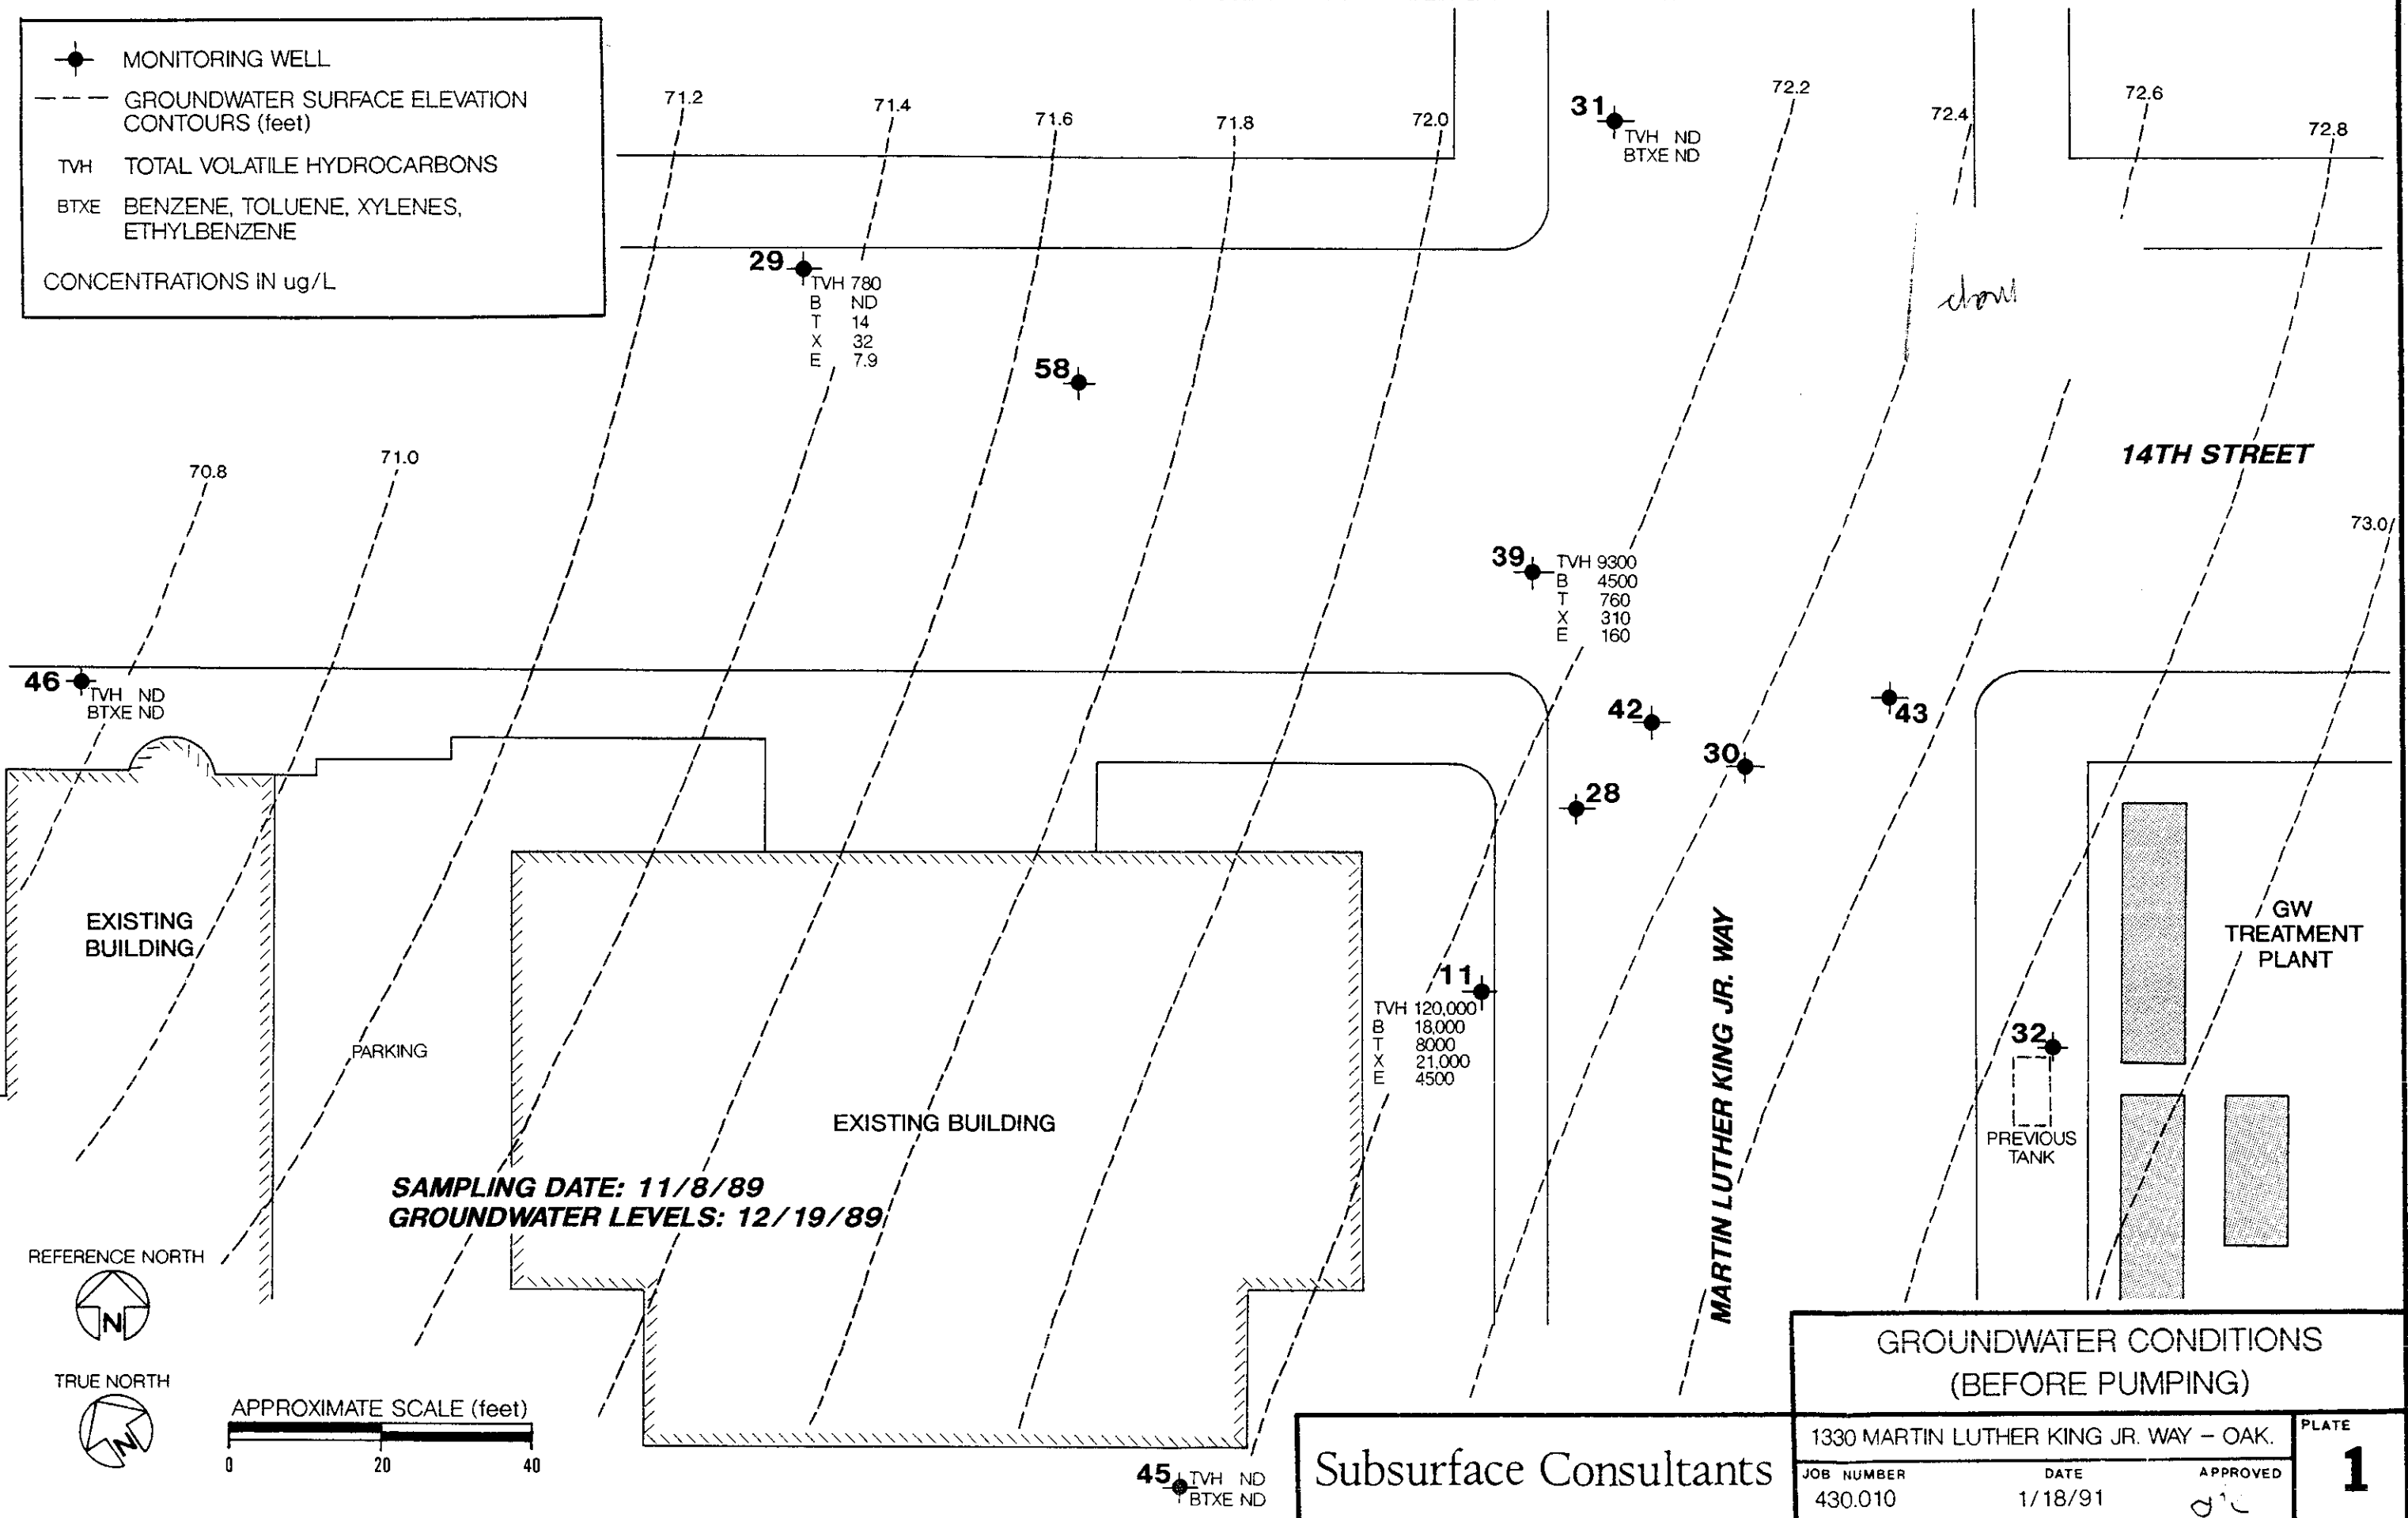 MONITORING WELL
GROUNDWATER SURFACE ELEVATION
CONTOURS (feet)
TVH TOTAL VOLATILE HYDROCARBONS
BTXE BENZENE, TOLUENE, XYLENES,
ETHYLBENZENE
CONCENTRATIONS IN ug/L
71.2
71.4
71.6
71.8
72.0
72.2
72.4
72.6
72.8
31
TVH ND
BTXE ND
29
TVH 780
B ND
T 14
X 32
E 7.9
58
70.8
71.0
14TH STREET
73.0
39
TVH 9300
B 4500
T 760
X 310
E 160
46
TVH ND
BTXE ND
42
43
30
28
EXISTING
BUILDING
GW
TREATMENT
PLANT
MARTIN LUTHER KING JR. WAY
11
TVH 120,000
B 18,000
T 8000
X 21,000
E 4500
32
PREVIOUS
TANK
PARKING
EXISTING BUILDING
SAMPLING DATE: 11/8/89
GROUNDWATER LEVELS: 12/19/89
REFERENCE NORTH
N
TRUE NORTH
N
APPROXIMATE SCALE (feet)
0 20 40
45
TVH ND
BTXE ND
Subsurface Consultants
GROUNDWATER CONDITIONS
(BEFORE PUMPING)
1330 MARTIN LUTHER KING JR. WAY – OAK.
JOB NUMBER
430.010
DATE
1/18/91
APPROVED
PLATE
1